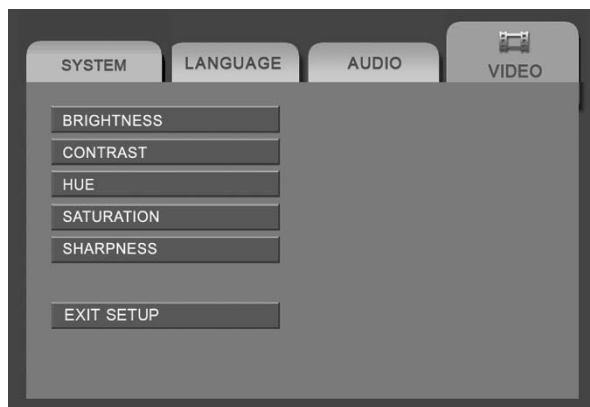 SYSTEM LANGUAGE AUDIO VIDEO
BRIGHTNESS
CONTRAST
HUE
SATURATION
SHARPNESS
EXIT SETUP